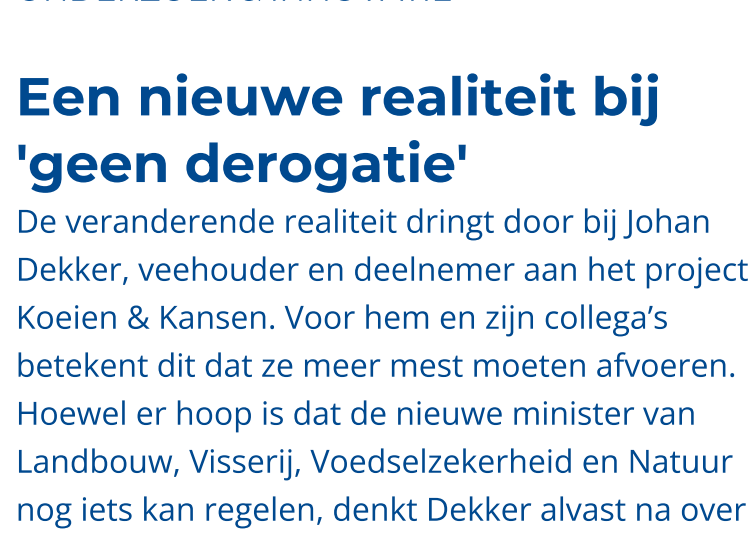 Een nieuwe realiteit bij
'geen derogatie'
De veranderende realiteit dringt door bij Johan
Dekker, veehouder en deelnemer aan het project
Koeien & Kansen. Voor hem en zijn collega’s
betekent dit dat ze meer mest moeten afvoeren.
Hoewel er hoop is dat de nieuwe minister van
Landbouw, Visserij, Voedselzekerheid en Natuur
nog iets kan regelen, denkt Dekker alvast na over